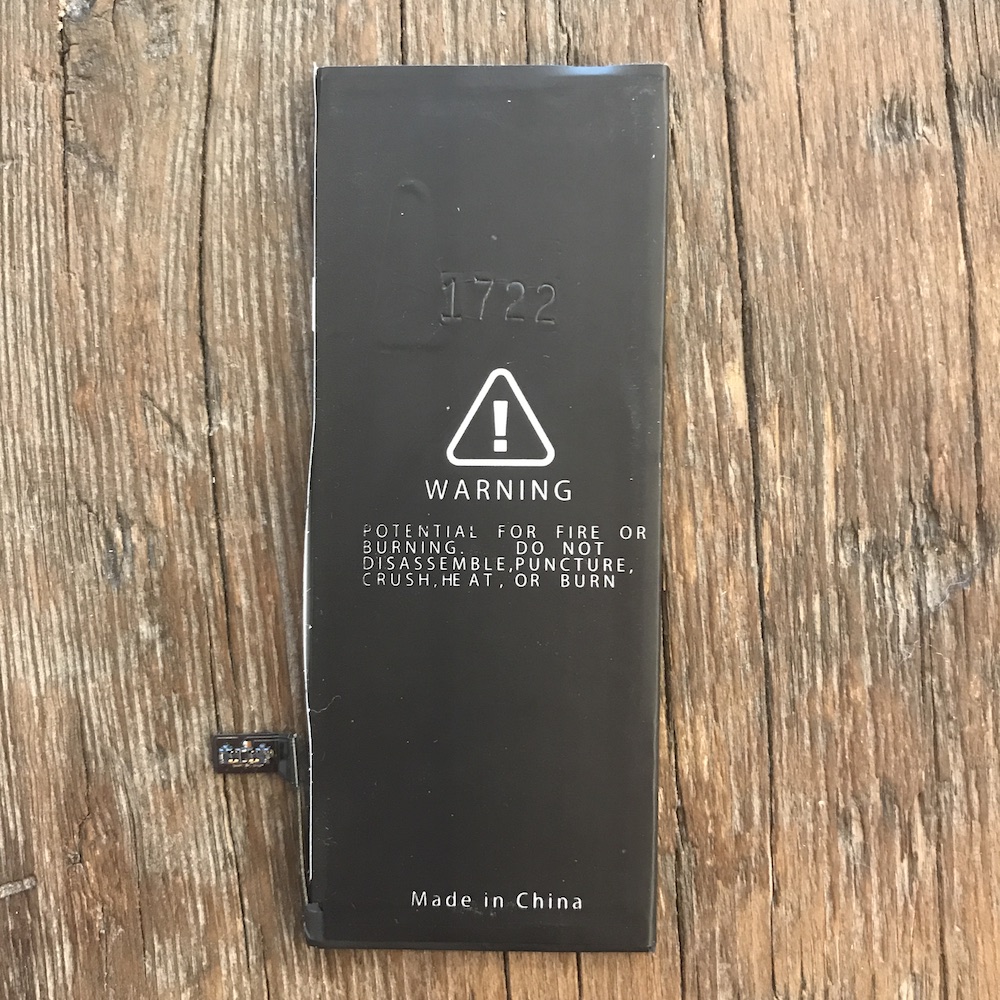 1722
!
WARNING
POTENTIAL FOR FIRE OR
BURNING. DO NOT
DISASSEMBLE,PUNCTURE,
CRUSH,HEAT, OR BURN
Made in China